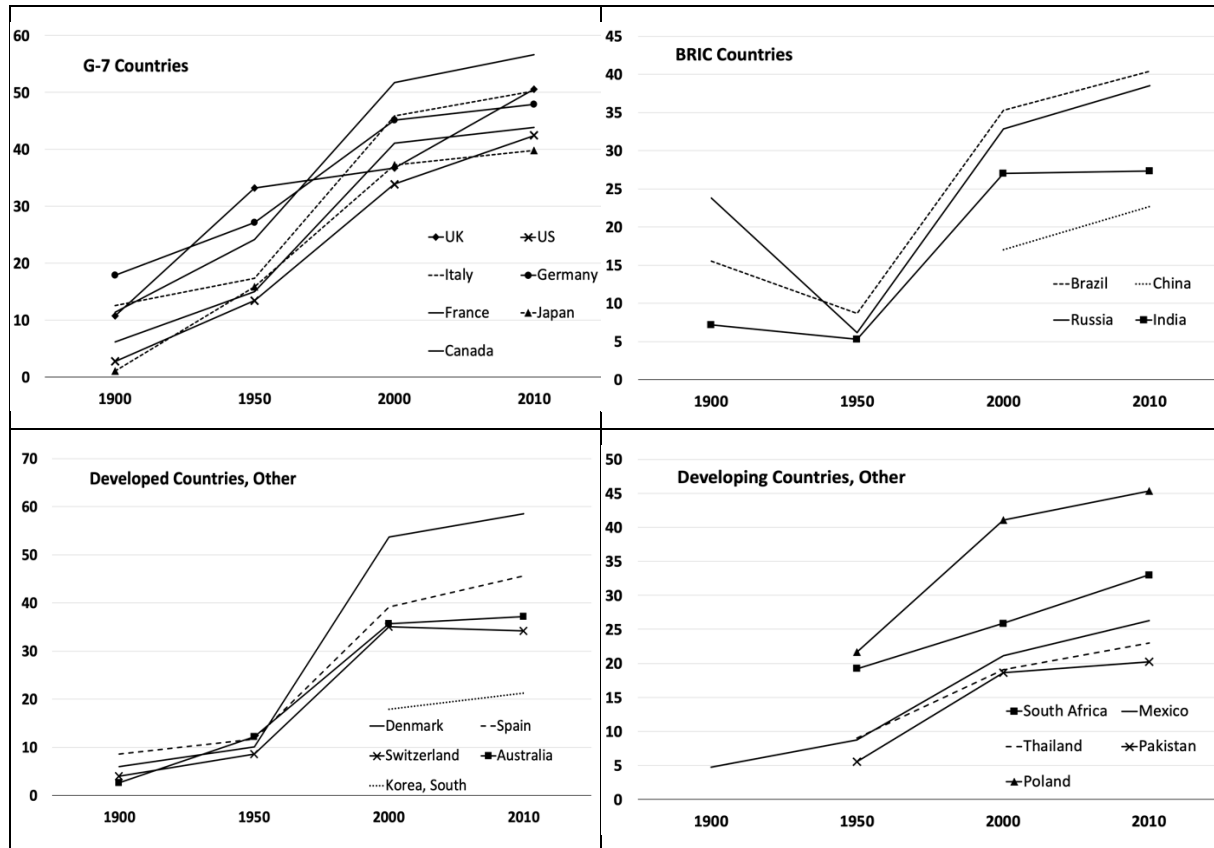 G-7 Countries
60
50
40
30
20
10
0
UK US
Italy Germany
France Japan
Canada
1900 1950 2000 2010
BRIC Countries
45
40
35
30
25
20
15
10
5
0
Brazil China
Russia India
1900 1950 2000 2010
Developed Countries, Other
70
60
50
40
30
20
10
0
Denmark Spain
Switzerland Australia
Korea, South
1900 1950 2000 2010
Developing Countries, Other
50
45
40
35
30
25
20
15
10
5
0
South Africa Mexico
Thailand Pakistan
Poland
1900 1950 2000 2010